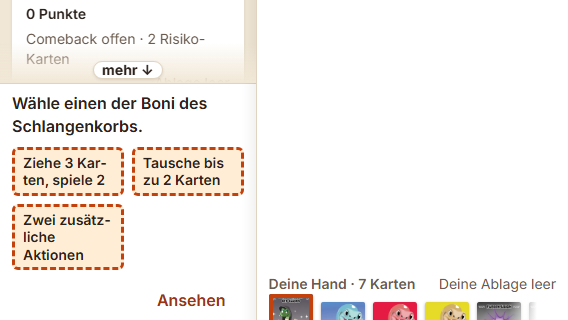 0 Punkte
Comeback offen · 2 Risiko-
Karten
mehr ↓
Wähle einen der Boni des
Schlangenkorbs.
Ziehe 3 Kar-
ten, spiele 2
Tausche bis
zu 2 Karten
Zwei zusätz-
liche
Aktionen
Ansehen
Deine Hand · 7 Karten
Deine Ablage leer